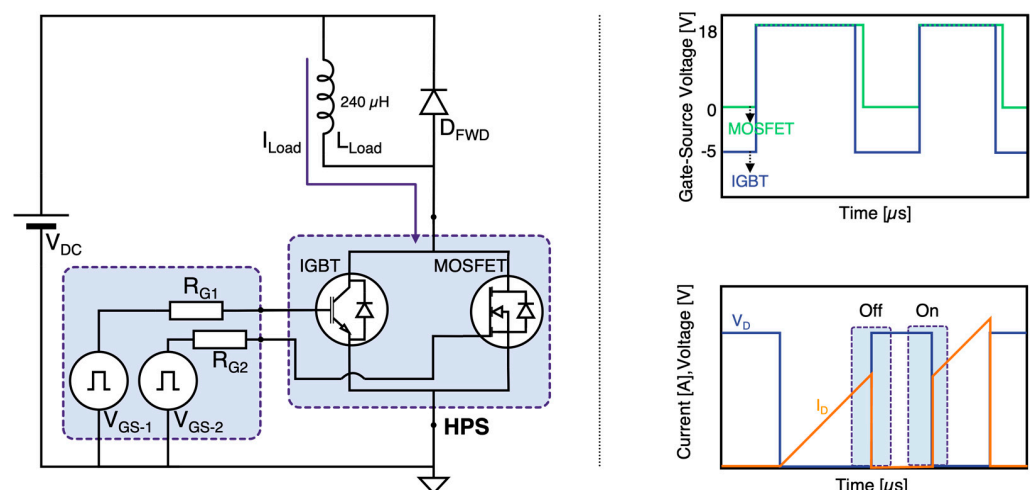 240 µH
I_Load
L_Load
D_FWD
V_DC
IGBT
MOSFET
R_G1
R_G2
V_GS-1
V_GS-2
HPS
Gate-Source Voltage [V]
18
0
MOSFET
-5
IGBT
Time [µs]
Current [A],Voltage [V]
V_D
Off
On
I_D
Time [µs]